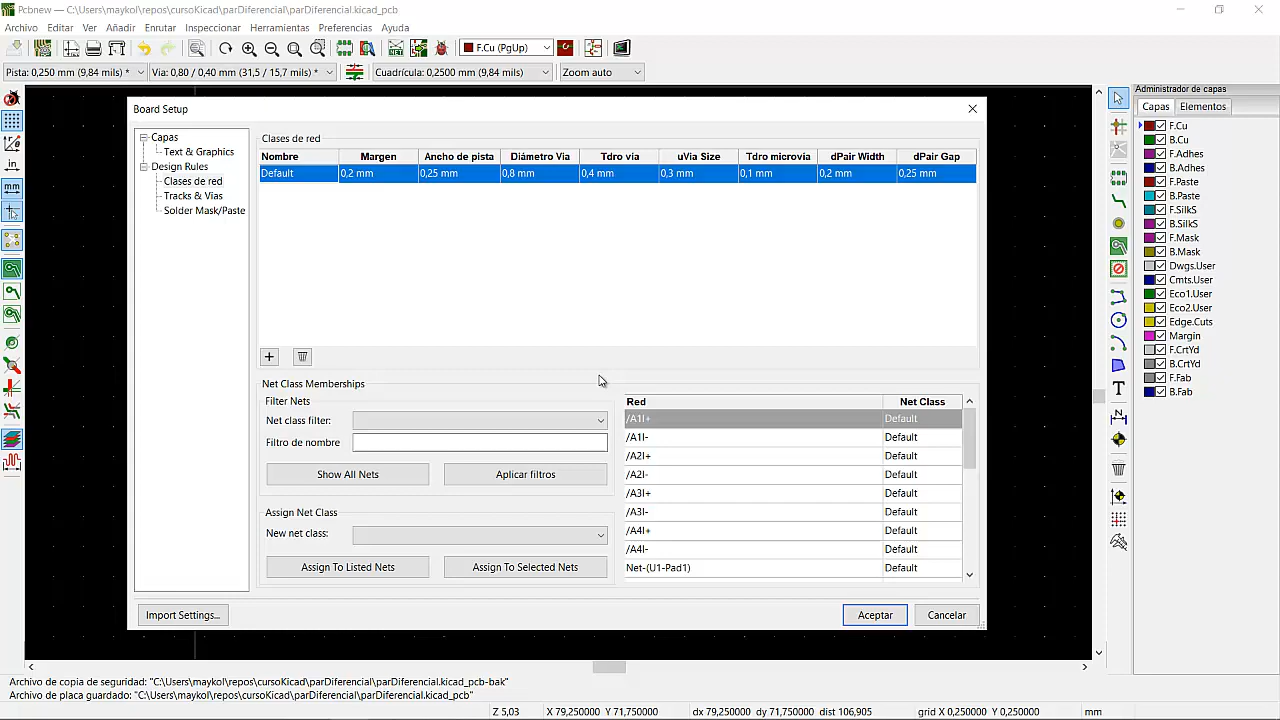 Pcbnew — C:\Users\maykol\repos\cursoKicad\parDiferencial\parDiferencial.kicad_pcb
Archivo Editar Ver Añadir Enrutar Inspeccionar Herramientas Preferencias Ayuda
F.Cu (PgUp)
Pista: 0,250 mm (9.84 mils) * Via: 0,80 / 0,40 mm (31,5 / 15,7 mils) * Cuadrícula: 0,2500 mm (9,84 mils) Zoom auto
Board Setup
Capas
Text & Graphics
Design Rules
Clases de red
Tracks & Vias
Solder Mask/Paste
Clases de red
Nombre Margen Ancho de pista Diámetro Via Tdro via uVia Size Tdro microvia dPair Width dPair Gap
Default 0,2 mm 0,25 mm 0,8 mm 0,4 mm 0,3 mm 0,1 mm 0,2 mm 0,25 mm
+
Net Class Memberships
Filter Nets
Net class filter:
Filtro de nombre
Show All Nets Aplicar filtros
Assign Net Class
New net class:
Assign To Listed Nets Assign To Selected Nets
Red Net Class
/A1I+ Default
/A1I- Default
/A2I+ Default
/A2I- Default
/A3I+ Default
/A3I- Default
/A4I+ Default
/A4I- Default
Net-(U1-Pad1) Default
Import Settings... Aceptar Cancelar
Administrador de capas
Capas Elementos
F.Cu
B.Cu
F.Adhes
B.Adhes
F.Paste
B.Paste
F.SilkS
B.SilkS
F.Mask
B.Mask
Dwgs.User
Cmts.User
Eco1.User
Eco2.User
Edge.Cuts
Margin
F.CrtYd
B.CrtYd
F.Fab
B.Fab
in
mm
T
N
Archivo de copia de seguridad: "C:\Users\maykol\repos\cursoKicad\parDiferencial\parDiferencial.kicad_pcb-bak"
Archivo de placa guardado: "C:\Users\maykol\repos\cursoKicad\parDiferencial\parDiferencial.kicad_pcb"
Z 5,03 X 79,250000 Y 71,750000 dx 79,250000 dy 71,750000 dist 106,905 grid X 0,250000 Y 0,250000 mm